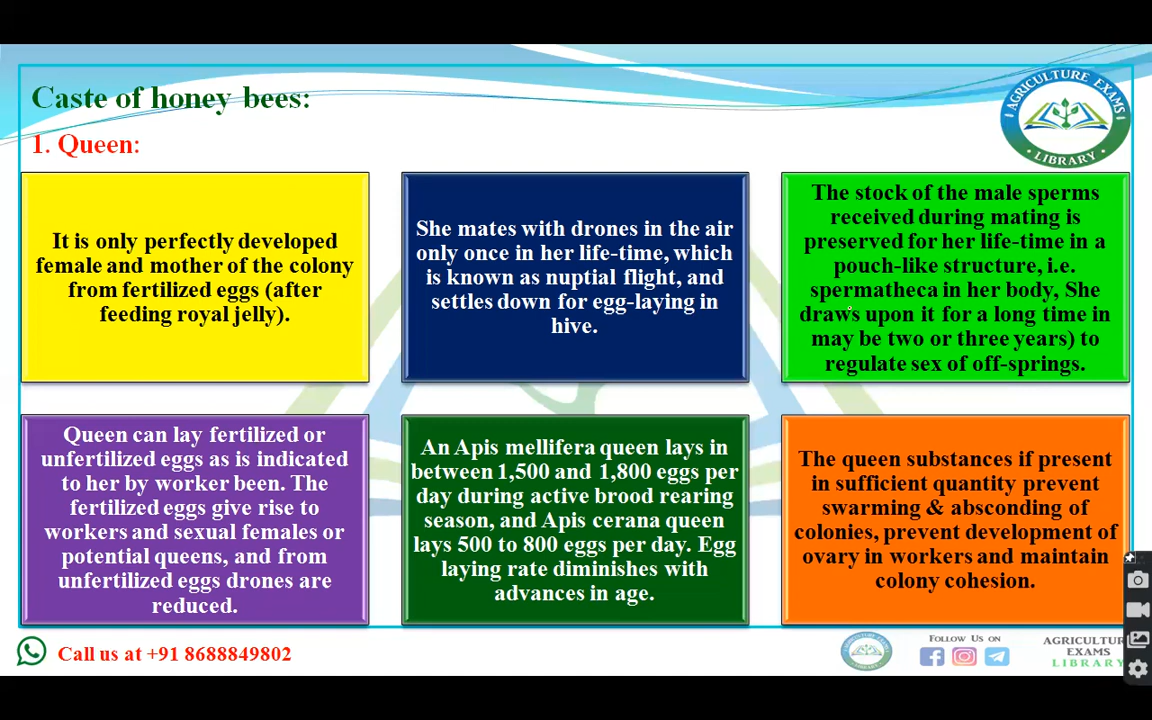 Caste of honey bees:
1. Queen:
AGRICULTURE EXAMS
LIBRARY
It is only perfectly developed
female and mother of the colony
from fertilized eggs (after
feeding royal jelly).
She mates with drones in the air
only once in her life-time, which
is known as nuptial flight, and
settles down for egg-laying in
hive.
The stock of the male sperms
received during mating is
preserved for her life-time in a
pouch-like structure, i.e.
spermatheca in her body, She
draws upon it for a long time in
may be two or three years) to
regulate sex of off-springs.
Queen can lay fertilized or
unfertilized eggs as is indicated
to her by worker been. The
fertilized eggs give rise to
workers and sexual females or
potential queens, and from
unfertilized eggs drones are
reduced.
An Apis mellifera queen lays in
between 1,500 and 1,800 eggs per
day during active brood rearing
season, and Apis cerana queen
lays 500 to 800 eggs per day. Egg
laying rate diminishes with
advances in age.
The queen substances if present
in sufficient quantity prevent
swarming & absconding of
colonies, prevent development of
ovary in workers and maintain
colony cohesion.
Call us at +91 8688849802
Follow Us on
AGRICULTUR
EXAMS
LIBRARY